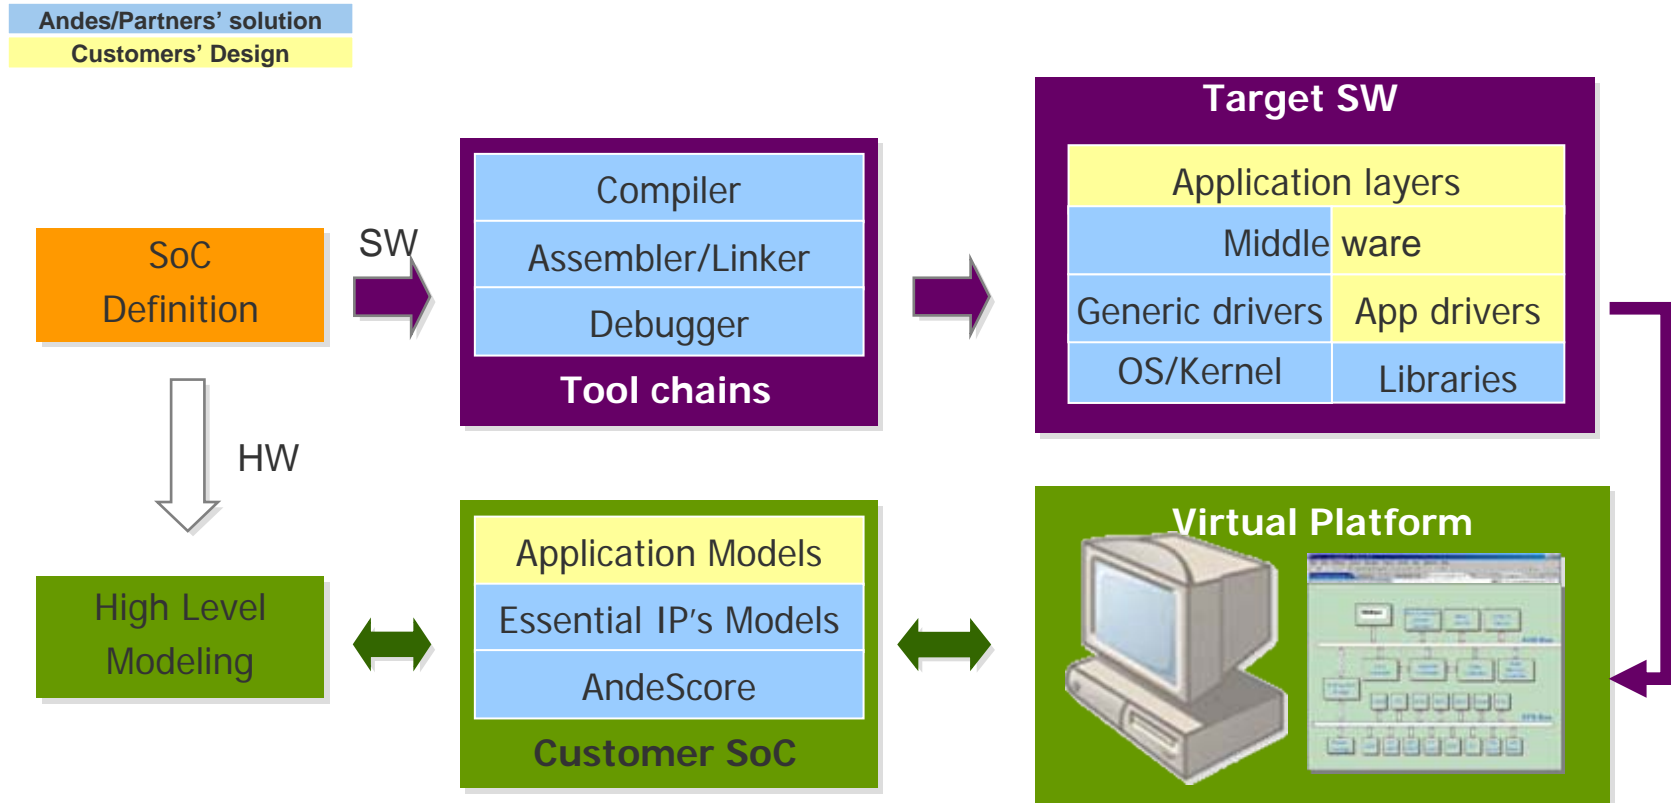 Andes/Partners’ solution
Customers’ Design
SoC
Definition
SW
HW
Compiler
Assembler/Linker
Debugger
Tool chains
Target SW
Application layers
Middle ware
Generic drivers App drivers
OS/Kernel Libraries
High Level
Modeling
Application Models
Essential IP’s Models
AndeScore
Customer SoC
Virtual Platform